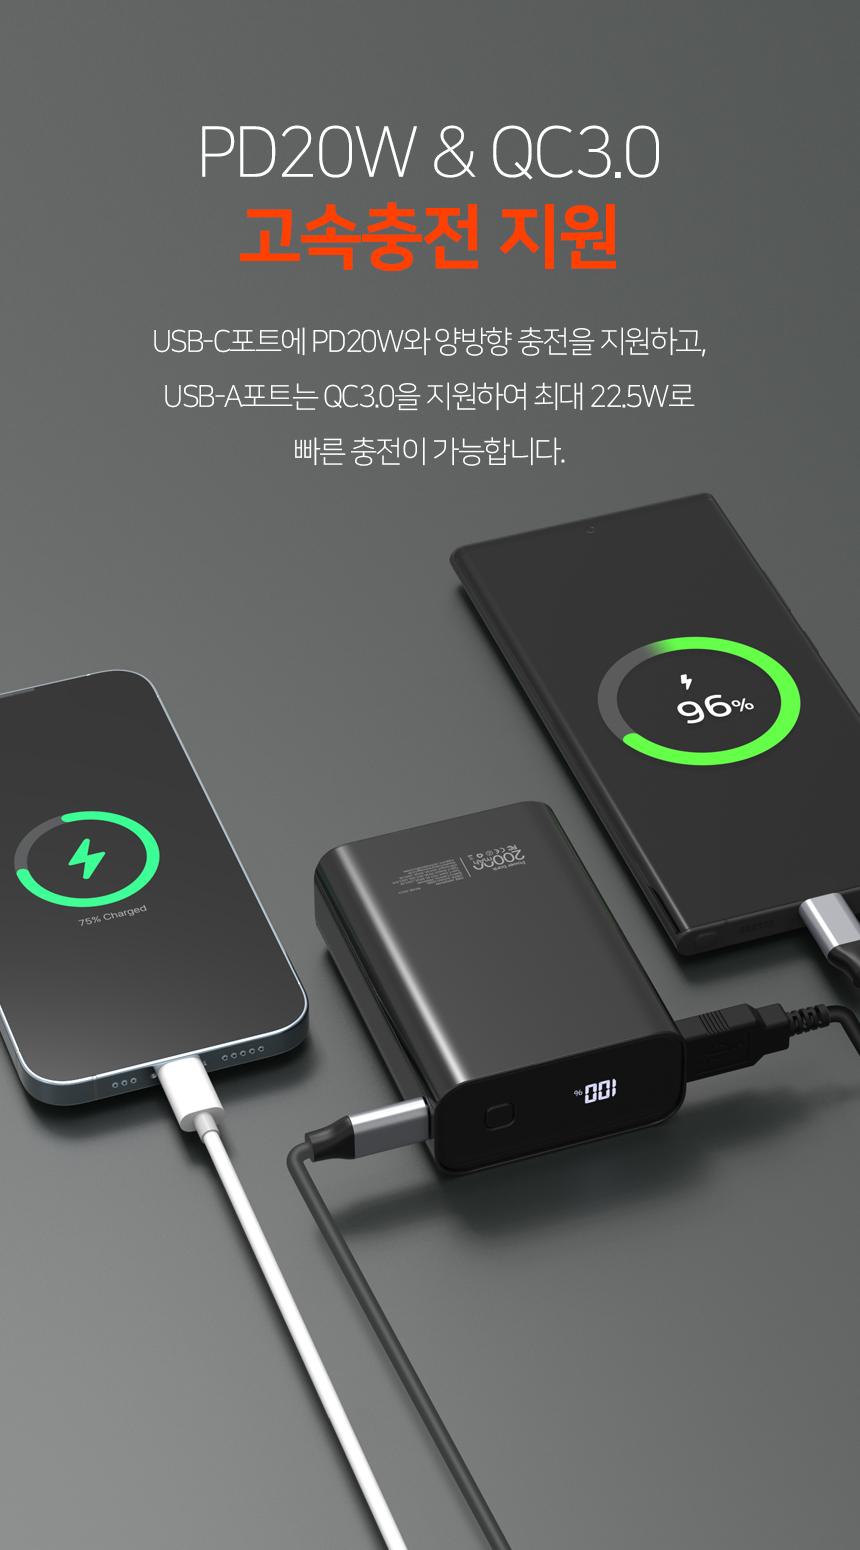 PD20W & QC3.0
고속충전 지원
USB-C포트에 PD20W와 양방향 충전을 지원하고,
USB-A포트는 QC3.0을 지원하여 최대 22.5W로
빠른 충전이 가능합니다.
96%
75% Charged
Power bank
20000mAh
100%